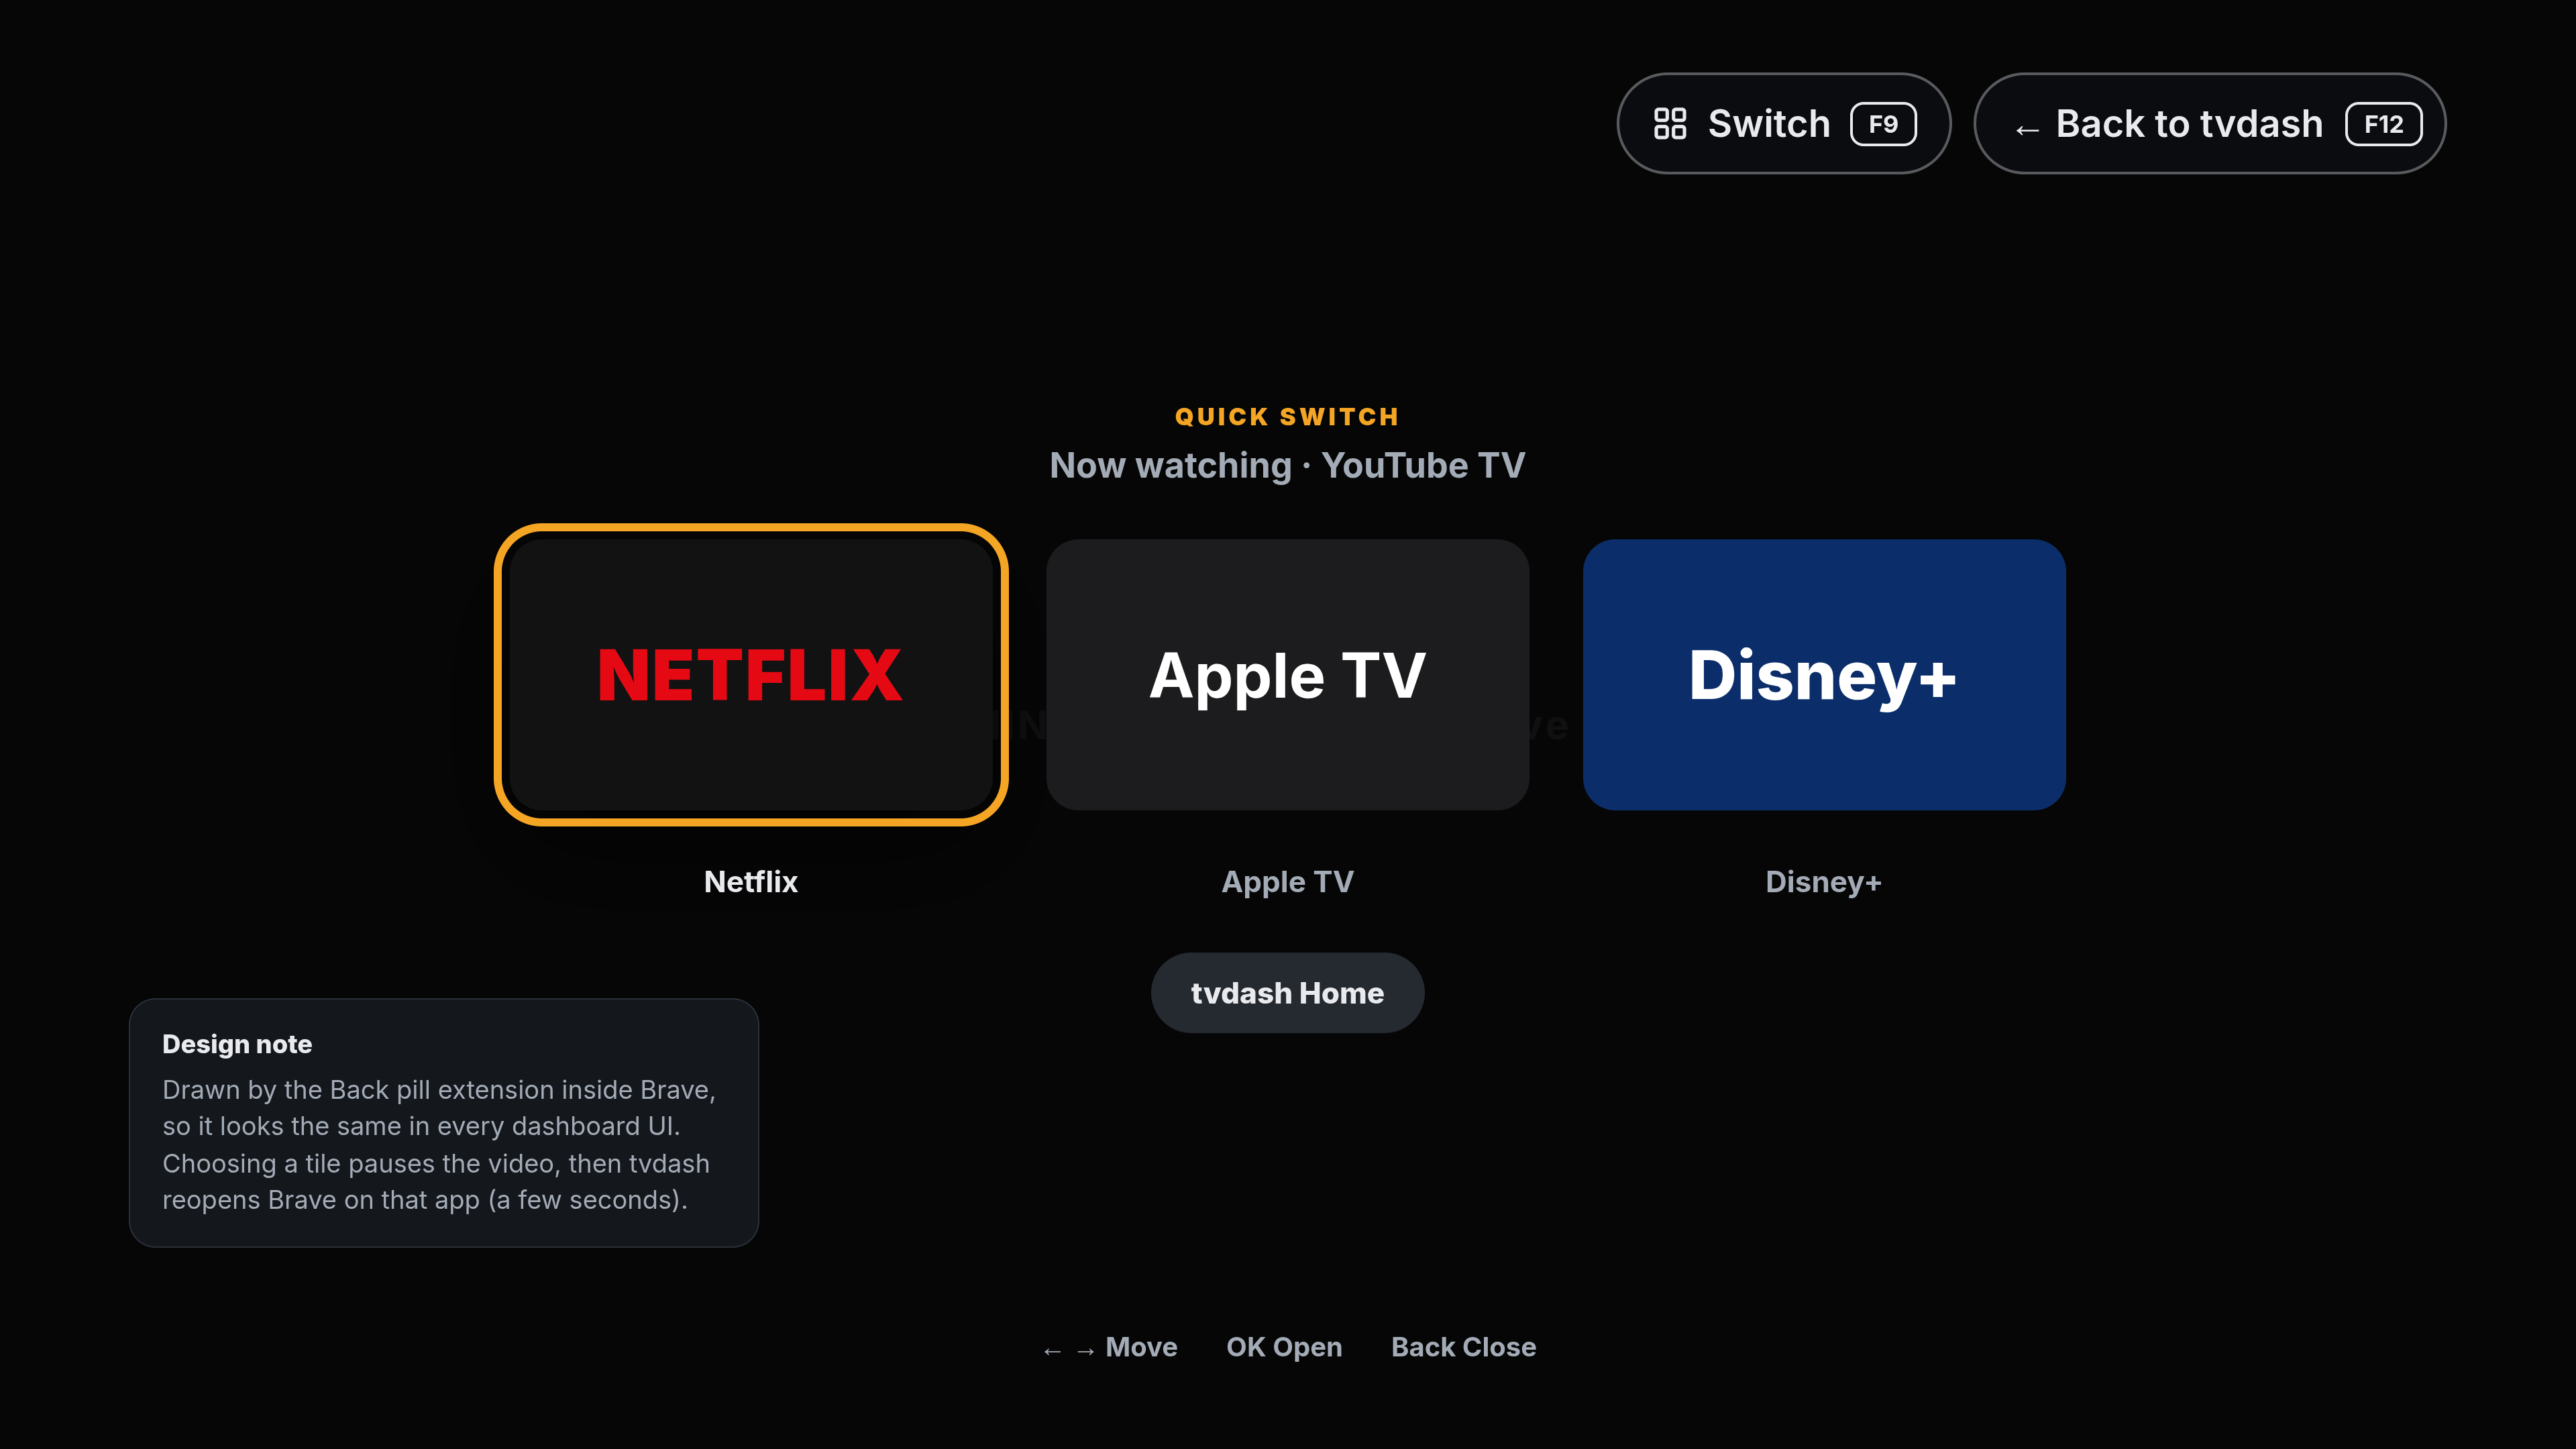 Switch F9
← Back to tvdash F12
QUICK SWITCH
Now watching · YouTube TV
NETFLIX
Apple TV
Disney+
Netflix
Apple TV
Disney+
tvdash Home
Design note
Drawn by the Back pill extension inside Brave,
so it looks the same in every dashboard UI.
Choosing a tile pauses the video, then tvdash
reopens Brave on that app (a few seconds).
← → Move OK Open Back Close